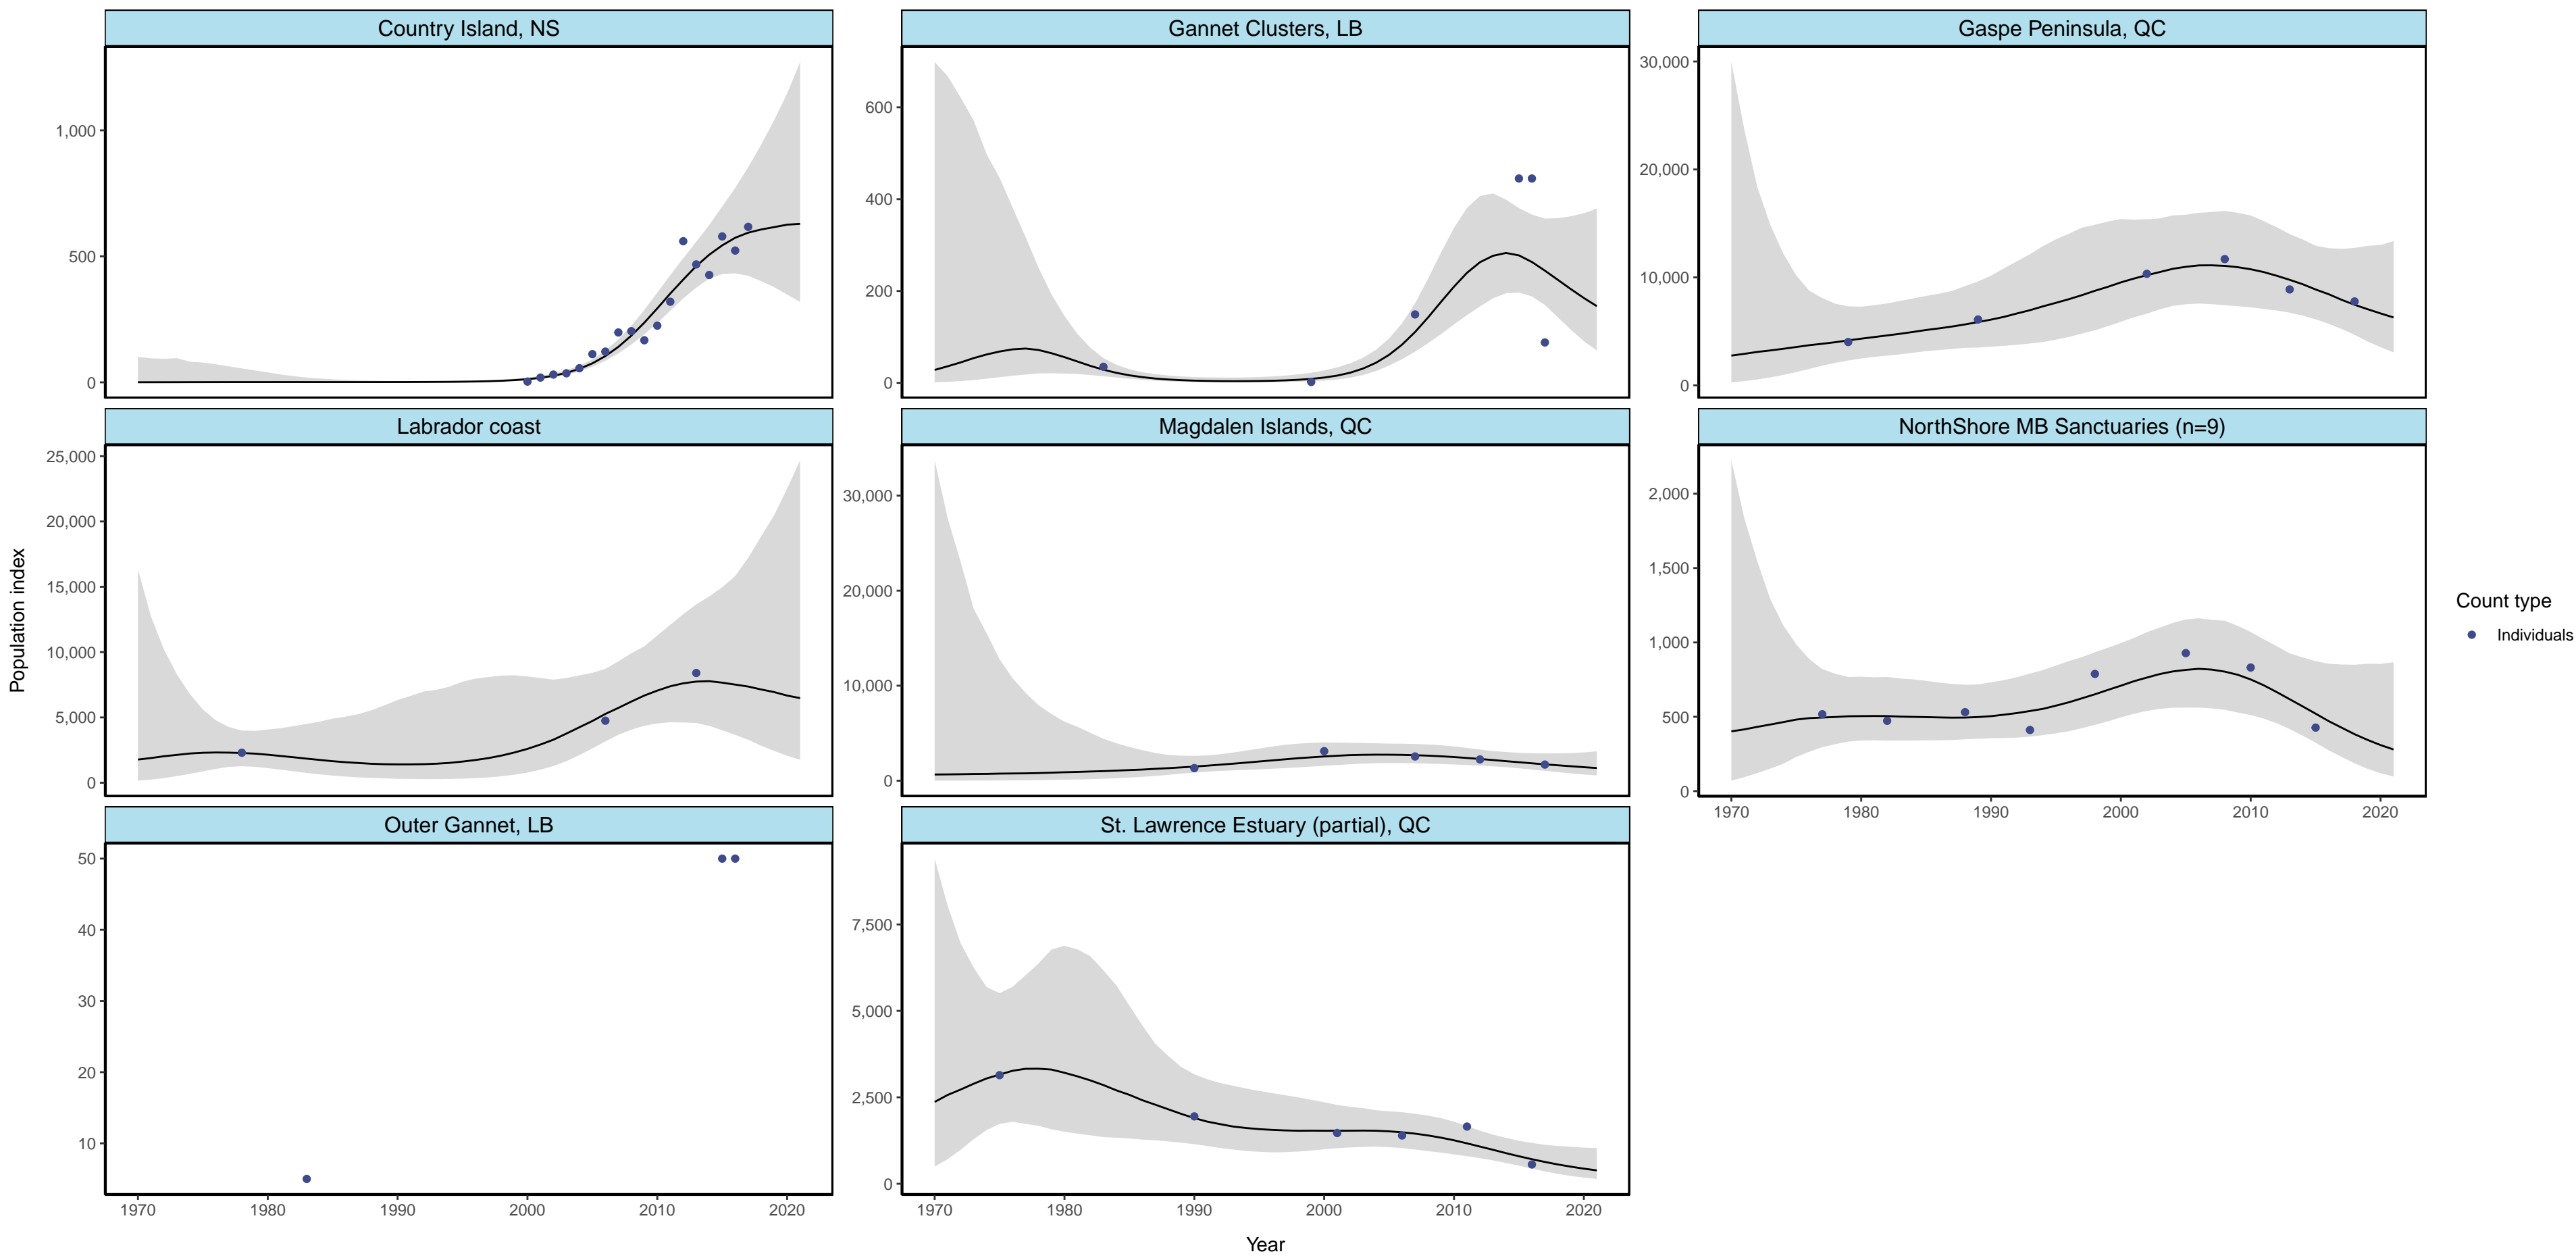 Country Island, NS
Gannet Clusters, LB
Gaspe Peninsula, QC
1,000
500
0
600
400
200
0
30,000
20,000
10,000
0
Labrador coast
Magdalen Islands, QC
NorthShore MB Sanctuaries (n=9)
25,000
20,000
15,000
10,000
5,000
0
30,000
20,000
10,000
0
2,000
1,500
1,000
500
0
1970 1980 1990 2000 2010 2020
Outer Gannet, LB
St. Lawrence Estuary (partial), QC
50
40
30
20
10
7,500
5,000
2,500
0
1970 1980 1990 2000 2010 2020
1970 1980 1990 2000 2010 2020
Population index
Year
Count type
Individuals